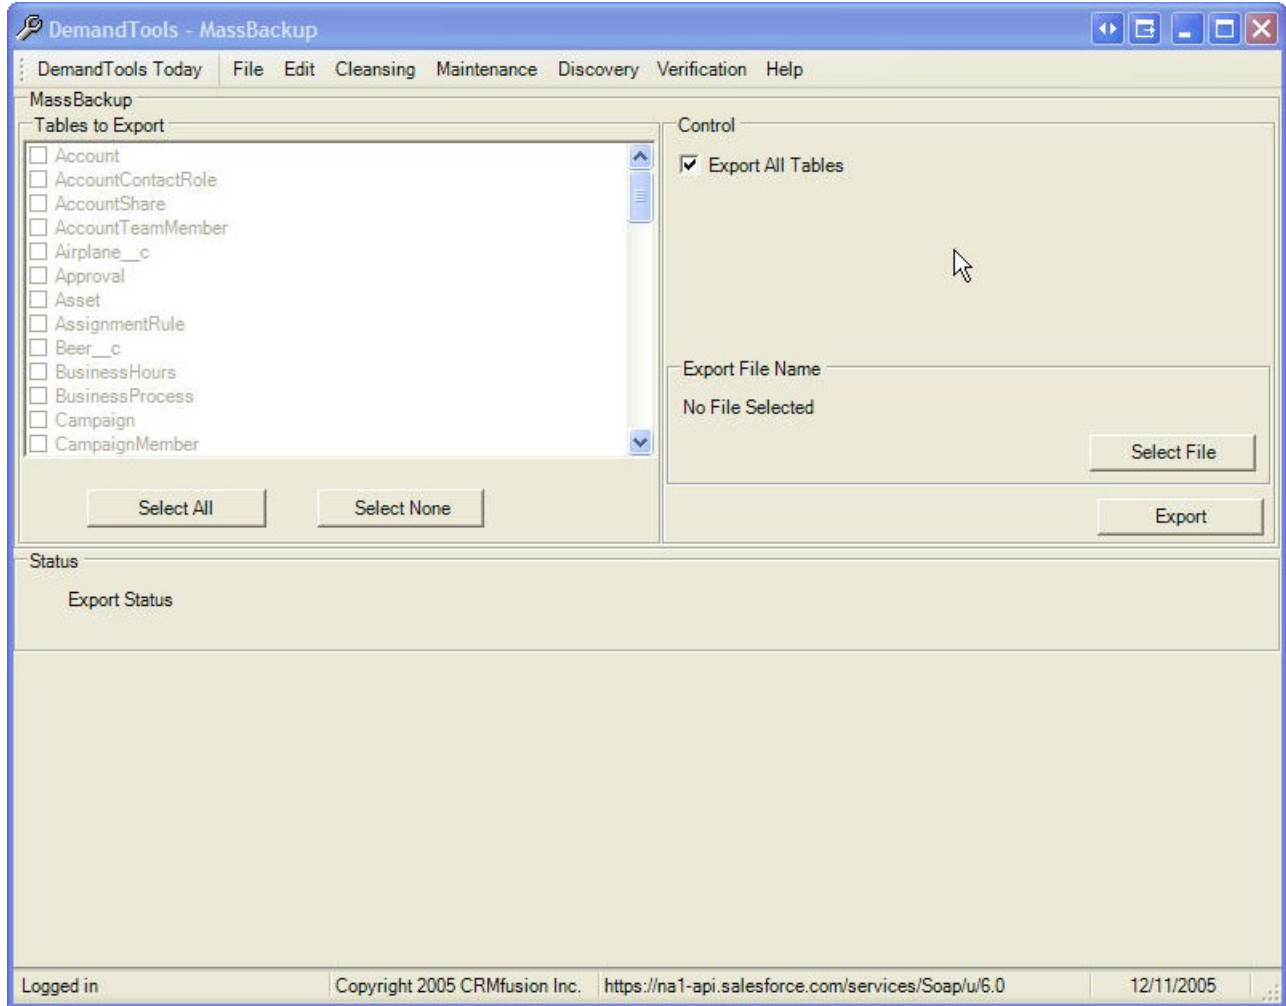 DemandTools - MassBackup
DemandTools Today File Edit Cleansing Maintenance Discovery Verification Help
MassBackup
Tables to Export
Account
AccountContactRole
AccountShare
AccountTeamMember
Airplane__c
Approval
Asset
AssignmentRule
Beer__c
BusinessHours
BusinessProcess
Campaign
CampaignMember
Select All Select None
Control
Export All Tables
Export File Name
No File Selected
Select File
Export
Status
Export Status
Logged in Copyright 2005 CRMfusion Inc. https://na1-api.salesforce.com/services/Soap/u/6.0 12/11/2005